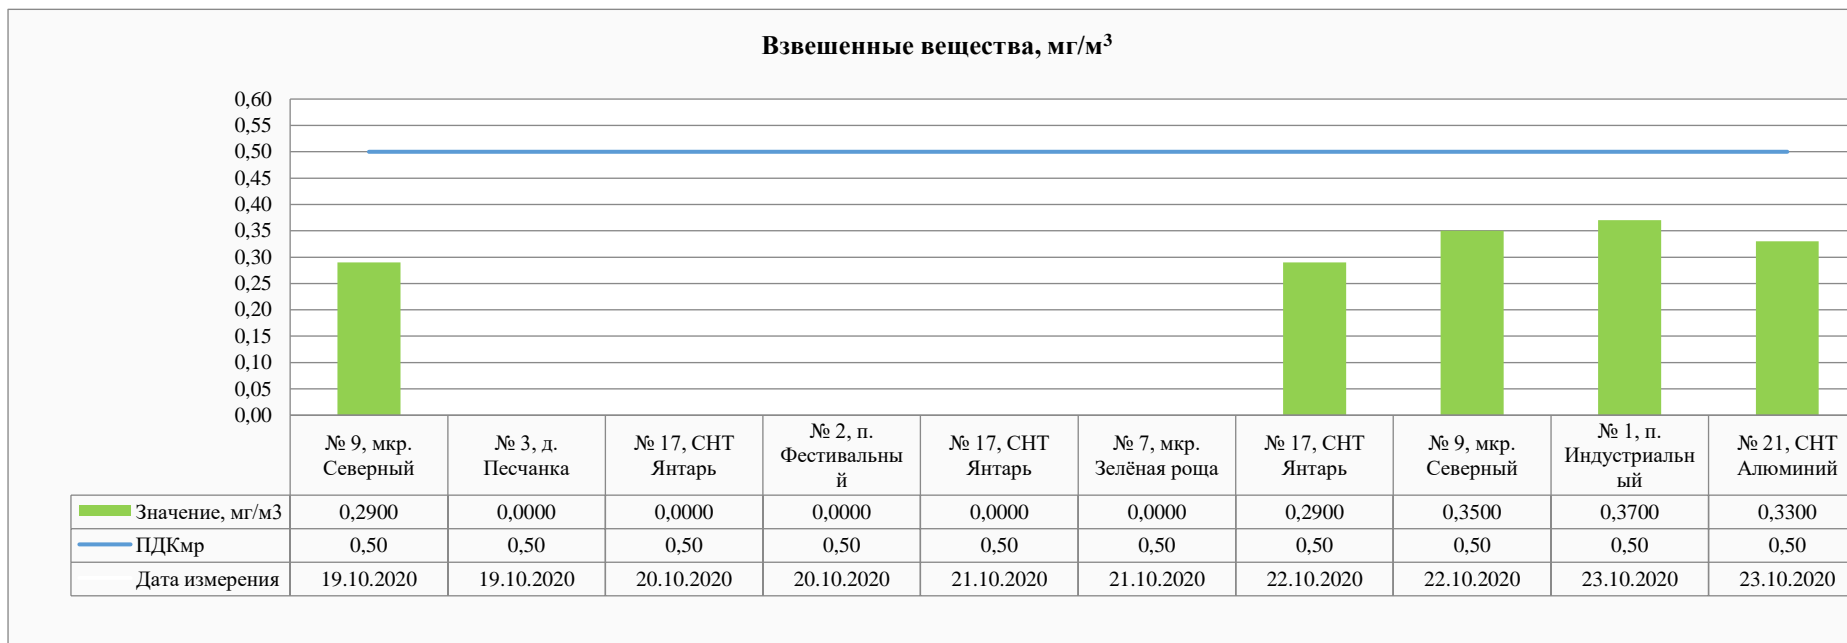 Взвешенные вещества, мг/м³
0,60
0,55
0,50
0,45
0,40
0,35
0,30
0,25
0,20
0,15
0,10
0,05
0,00
№ 9, мкр. Северный
№ 3, д. Песчанка
№ 17, СНТ Янтарь
№ 2, п. Фестивальны й
№ 17, СНТ Янтарь
№ 7, мкр. Зелёная роща
№ 17, СНТ Янтарь
№ 9, мкр. Северный
№ 1, п. Индустриальн ый
№ 21, СНТ Алюминий
Значение, мг/м3 0,2900 0,0000 0,0000 0,0000 0,0000 0,0000 0,2900 0,3500 0,3700 0,3300
ПДКмр 0,50 0,50 0,50 0,50 0,50 0,50 0,50 0,50 0,50 0,50
Дата измерения 19.10.2020 19.10.2020 20.10.2020 20.10.2020 21.10.2020 21.10.2020 22.10.2020 22.10.2020 23.10.2020 23.10.2020